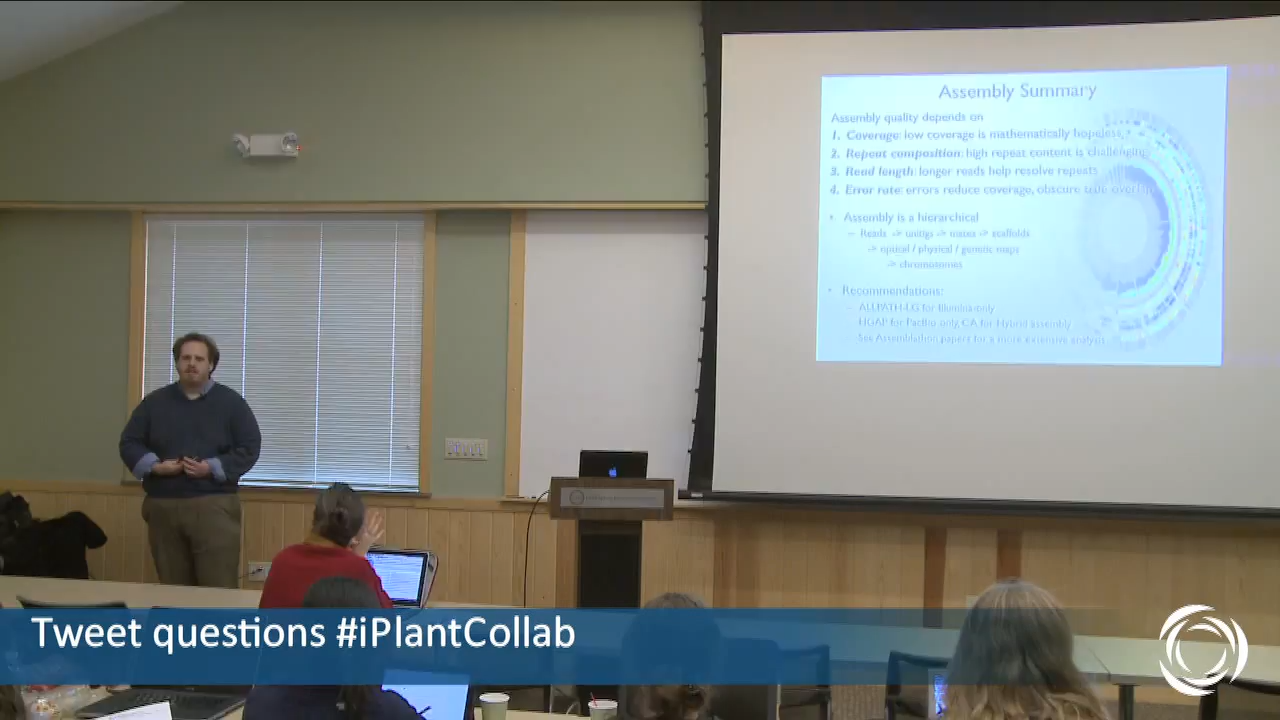 Assembly Summary
Assembly quality depends on
1. Coverage: low coverage is mathematically hopeless
2. Repeat composition: high repeat content is challenging
3. Read length: longer reads help resolve repeats
4. Error rate: errors reduce coverage, obscure true overlaps
• Assembly is a hierarchical
– Reads -> unitigs -> mates -> scaffolds
-> optical / physical / genetic maps
-> chromosomes
• Recommendations:
– ALLPATH-LG for Illumina-only
– HGAP for PacBio only, CA for Hybrid assembly
– See Assemblathon papers for a more extensive analysis
Tweet questions #iPlantCollab